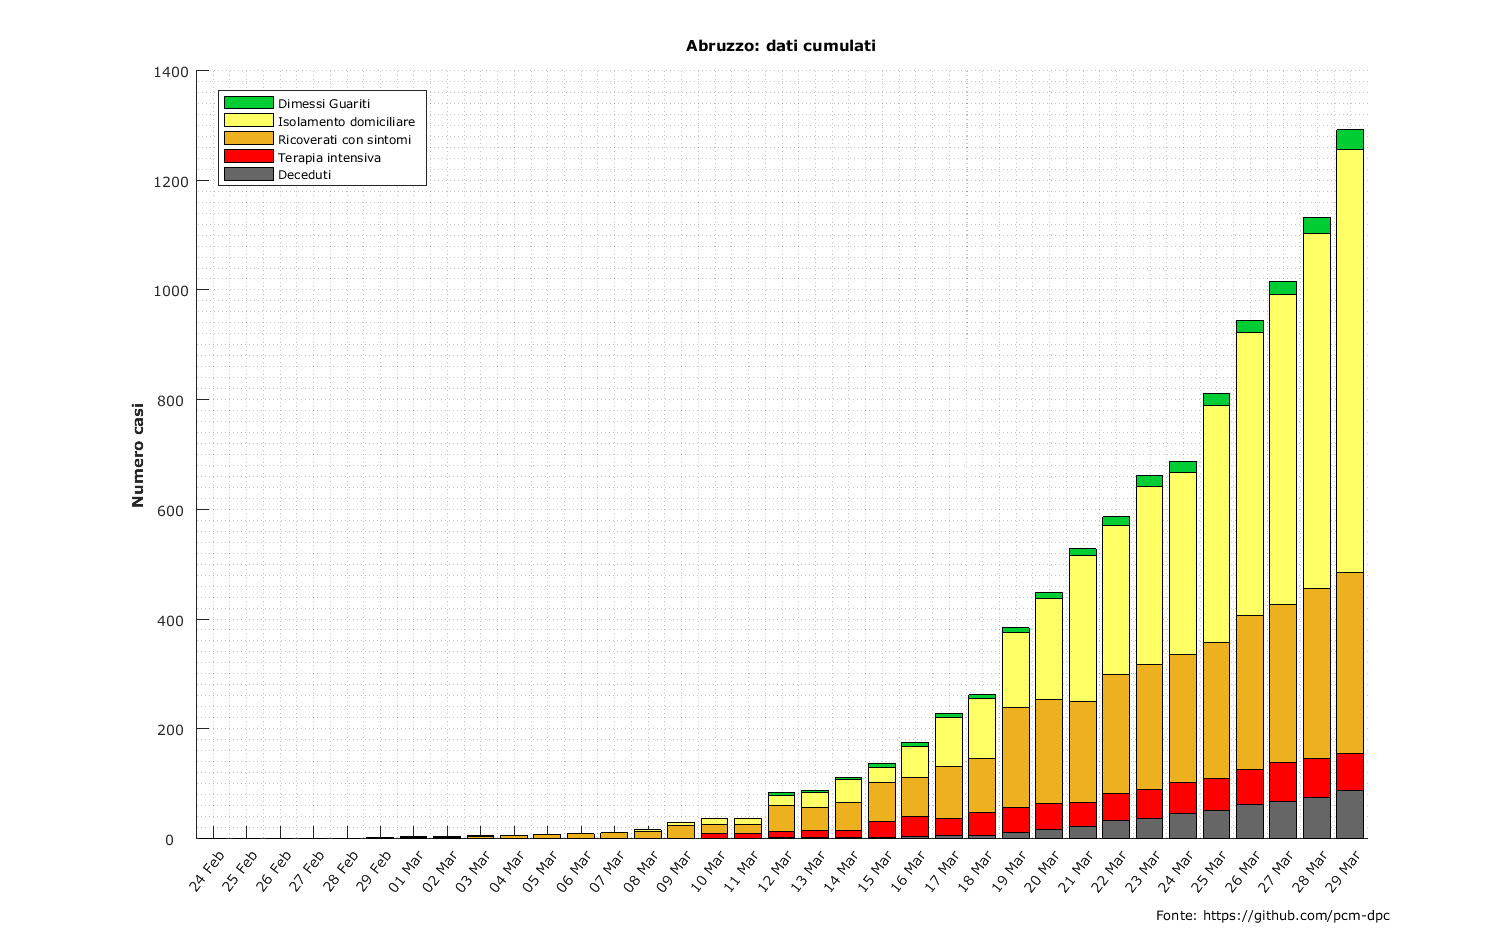 Abruzzo: dati cumulati
1400
1200
1000
800
600
400
200
0
Numero casi
Dimessi Guariti
Isolamento domiciliare
Ricoverati con sintomi
Terapia intensiva
Deceduti
24 Feb
25 Feb
26 Feb
27 Feb
28 Feb
29 Feb
01 Mar
02 Mar
03 Mar
04 Mar
05 Mar
06 Mar
07 Mar
08 Mar
09 Mar
10 Mar
11 Mar
12 Mar
13 Mar
14 Mar
15 Mar
16 Mar
17 Mar
18 Mar
19 Mar
20 Mar
21 Mar
22 Mar
23 Mar
24 Mar
25 Mar
26 Mar
27 Mar
28 Mar
29 Mar
Fonte: https://github.com/pcm-dpc